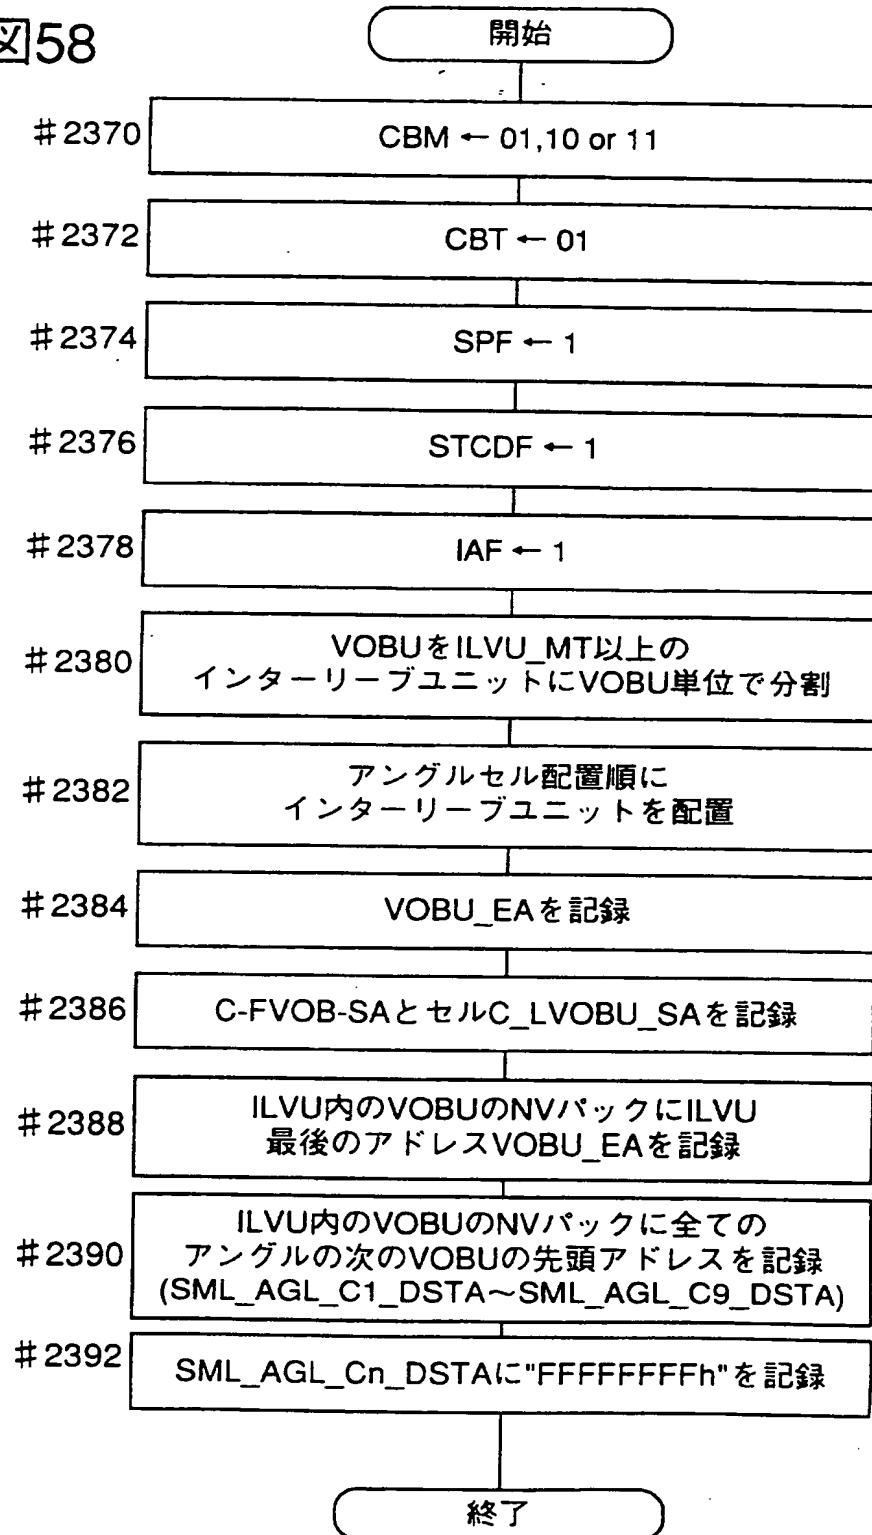 図58
開始
#2370
CBM ← 01,10 or 11
#2372
CBT ← 01
#2374
SPF ← 1
#2376
STCDF ← 1
#2378
IAF ← 1
#2380
VOBUをILVU_MT以上の
インターリーブユニットにVOBU単位で分割
#2382
アングルセル配置順に
インターリーブユニットを配置
#2384
VOBU_EAを記録
#2386
C-FVOB-SAとセルC_LVOBU_SAを記録
#2388
ILVU内のVOBUのNVパックにILVU
最後のアドレスVOBU_EAを記録
#2390
ILVU内のVOBUのNVパックに全ての
アングルの次のVOBUの先頭アドレスを記録
(SML_AGL_C1_DSTA～SML_AGL_C9_DSTA)
#2392
SML_AGL_Cn_DSTAに"FFFFFFFFh"を記録
終了